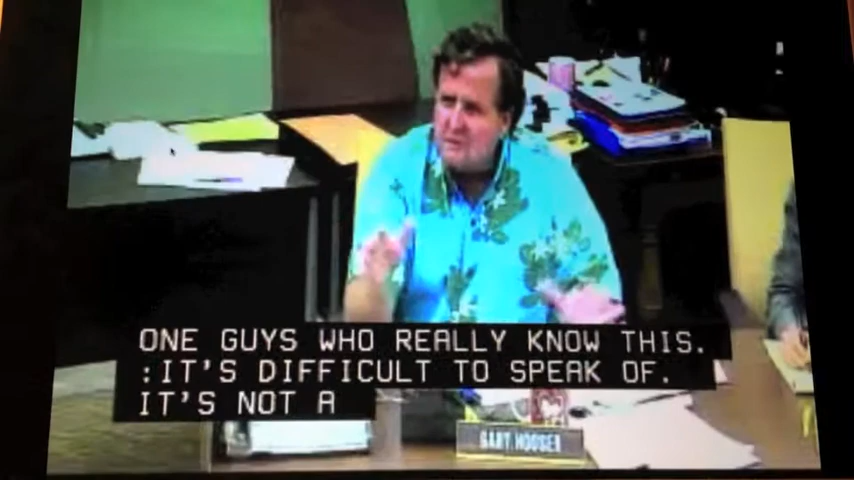 ONE GUYS WHO REALLY KNOW THIS.
:IT'S DIFFICULT TO SPEAK OF.
IT'S NOT A
GARY HOOSER